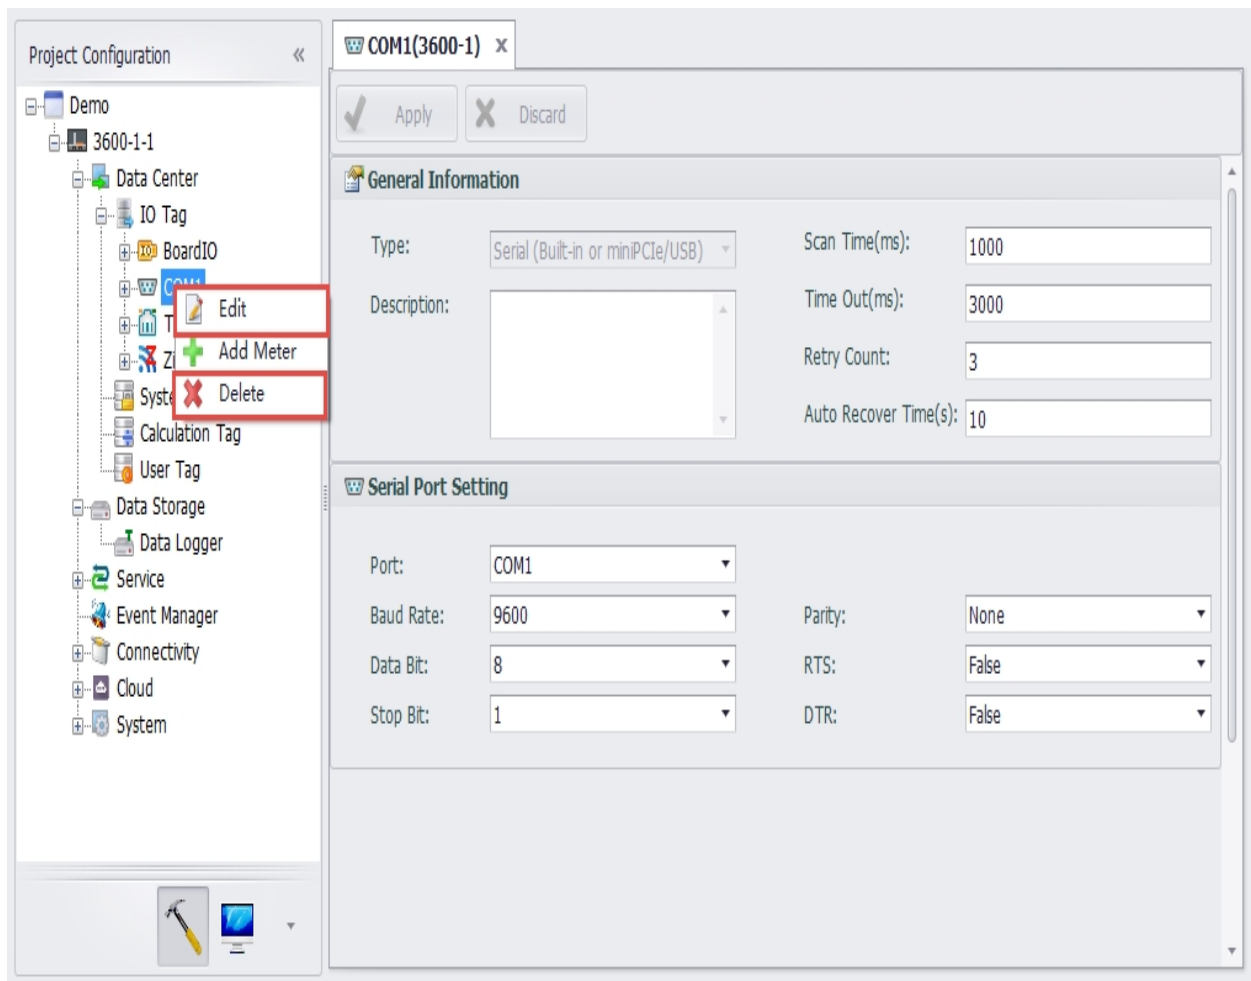 Project Configuration «
Demo
3600-1-1
Data Center
IO Tag
BoardIO
COM1
Edit
Add Meter
Delete
Calculation Tag
User Tag
Data Storage
Data Logger
Service
Event Manager
Connectivity
Cloud
System
COM1(3600-1) x
Apply Discard
General Information
Type: Serial (Built-in or miniPCIe/USB) Scan Time(ms): 1000
Description: Time Out(ms): 3000
Retry Count: 3
Auto Recover Time(s): 10
Serial Port Setting
Port: COM1
Baud Rate: 9600 Parity: None
Data Bit: 8 RTS: False
Stop Bit: 1 DTR: False